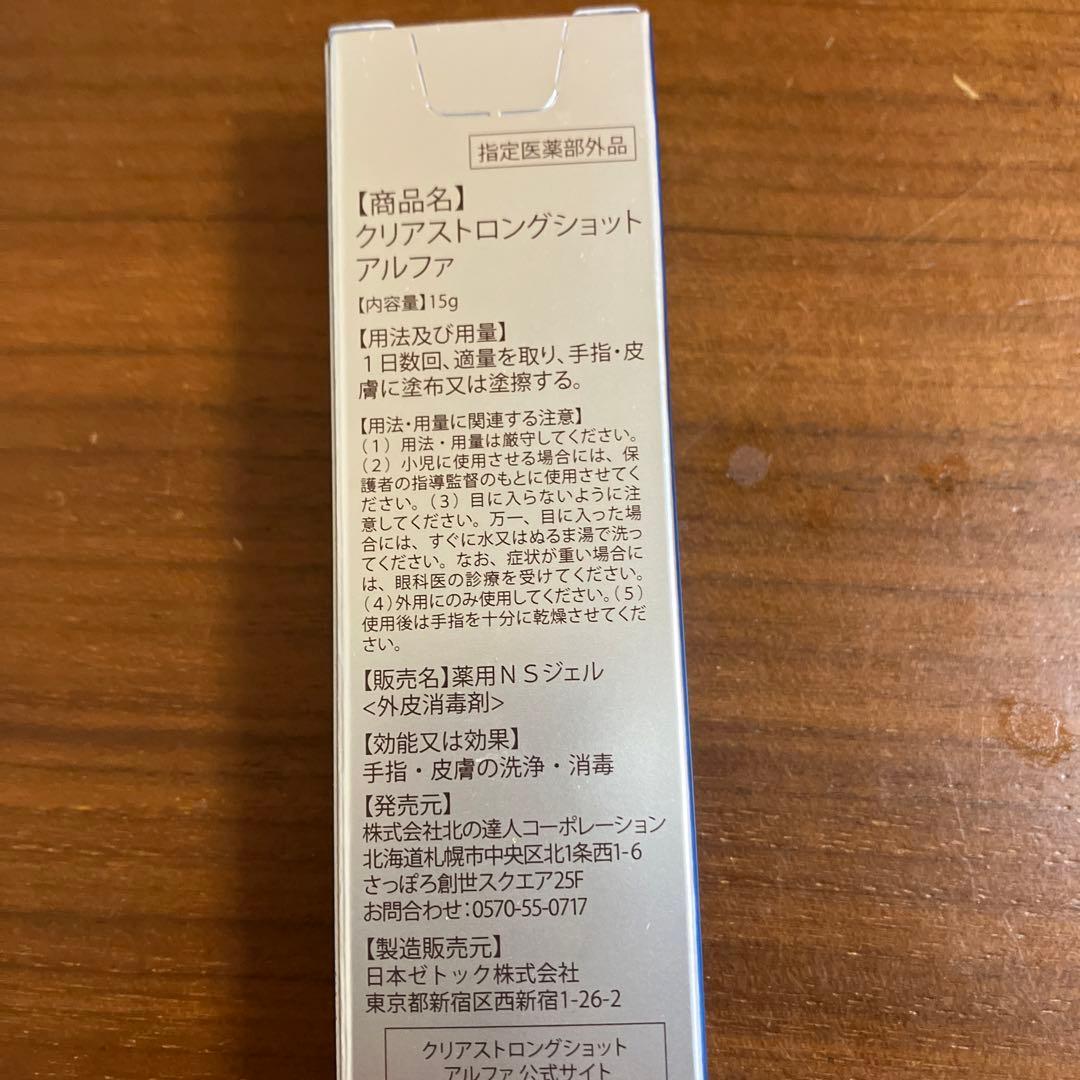 指定医薬部外品
【商品名】
クリアストロングショット
アルファ
【内容量】15g
【用法及び用量】
1日数回、適量を取り、手指・皮
膚に塗布又は塗擦する。
【用法・用量に関連する注意】
(1) 用法・用量は厳守してください。
(2) 小児に使用させる場合には、保
護者の指導監督のもとに使用させてく
ださい。(3) 目に入らないように注
意してください。万一、目に入った場
合には、すぐに水又はぬるま湯で洗っ
てください。なお、症状が重い場合に
は、眼科医の診療を受けてください。
(4)外用にのみ使用してください。(5)
使用後は手指を十分に乾燥させてくだ
さい。
【販売名】薬用NSジェル
<外皮消毒剤>
【効能又は効果】
手指・皮膚の洗浄・消毒
【発売元】
株式会社北の達人コーポレーション
北海道札幌市中央区北1条西1-6
さっぽろ創世スクエア25F
お問合わせ：0570-55-0717
【製造販売元】
日本ゼトック株式会社
東京都新宿区西新宿1-26-2
クリアストロングショット
アルファ 公式サイト